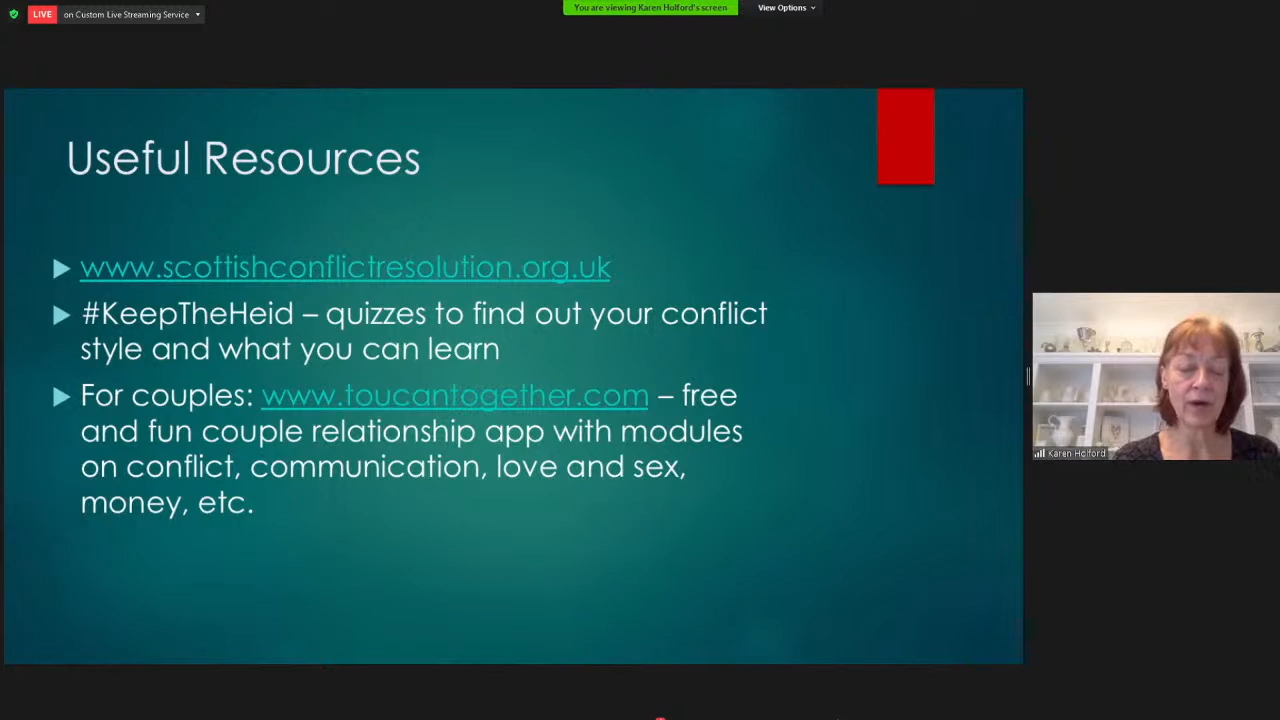 LIVE on Custom Live Streaming Service
You are viewing Karen Holford's screen
View Options
Useful Resources
www.scottishconflictresolution.org.uk
#KeepTheHeid – quizzes to find out your conflict
style and what you can learn
For couples: www.toucantogether.com – free
and fun couple relationship app with modules
on conflict, communication, love and sex,
money, etc.
Karen Holford